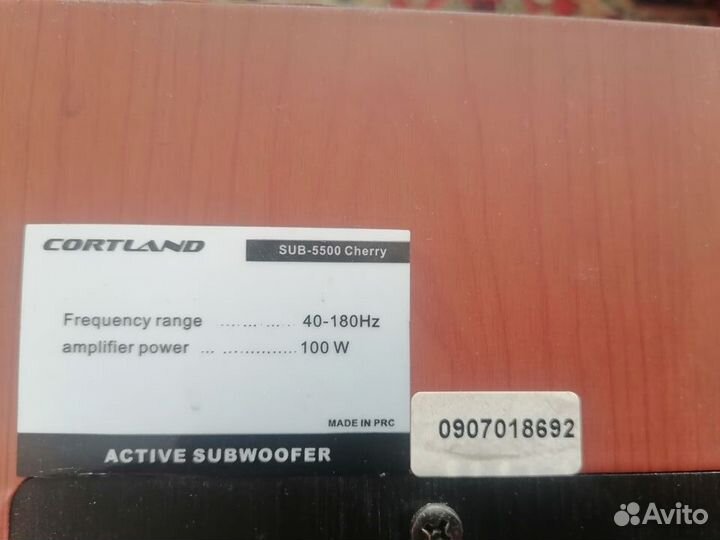 CORTLAND
SUB-5500 Cherry
Frequency range ............ 40-180Hz
amplifier power ... ............... 100 W
MADE IN PRC
ACTIVE SUBWOOFER
0907018692
Avito